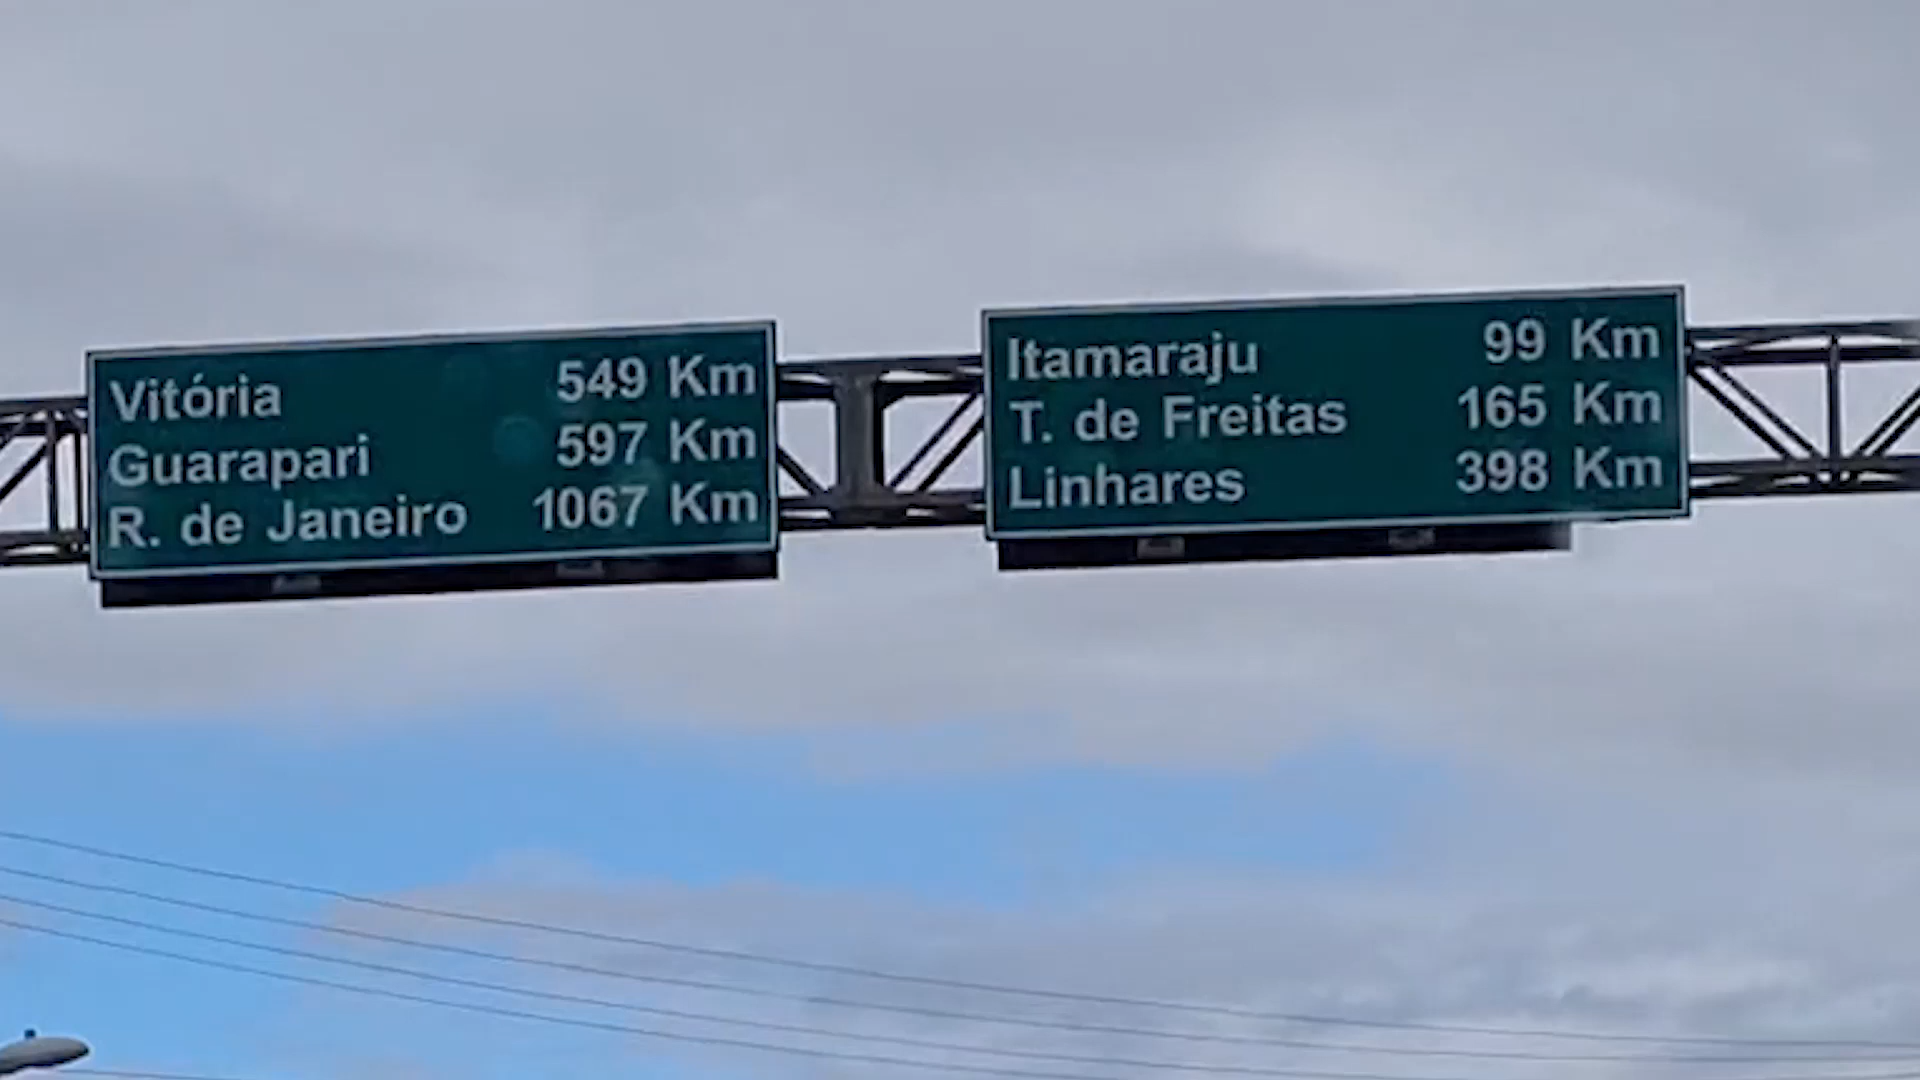 Vitória 549 Km
Guarapari 597 Km
R. de Janeiro 1067 Km
Itamaraju 99 Km
T. de Freitas 165 Km
Linhares 398 Km